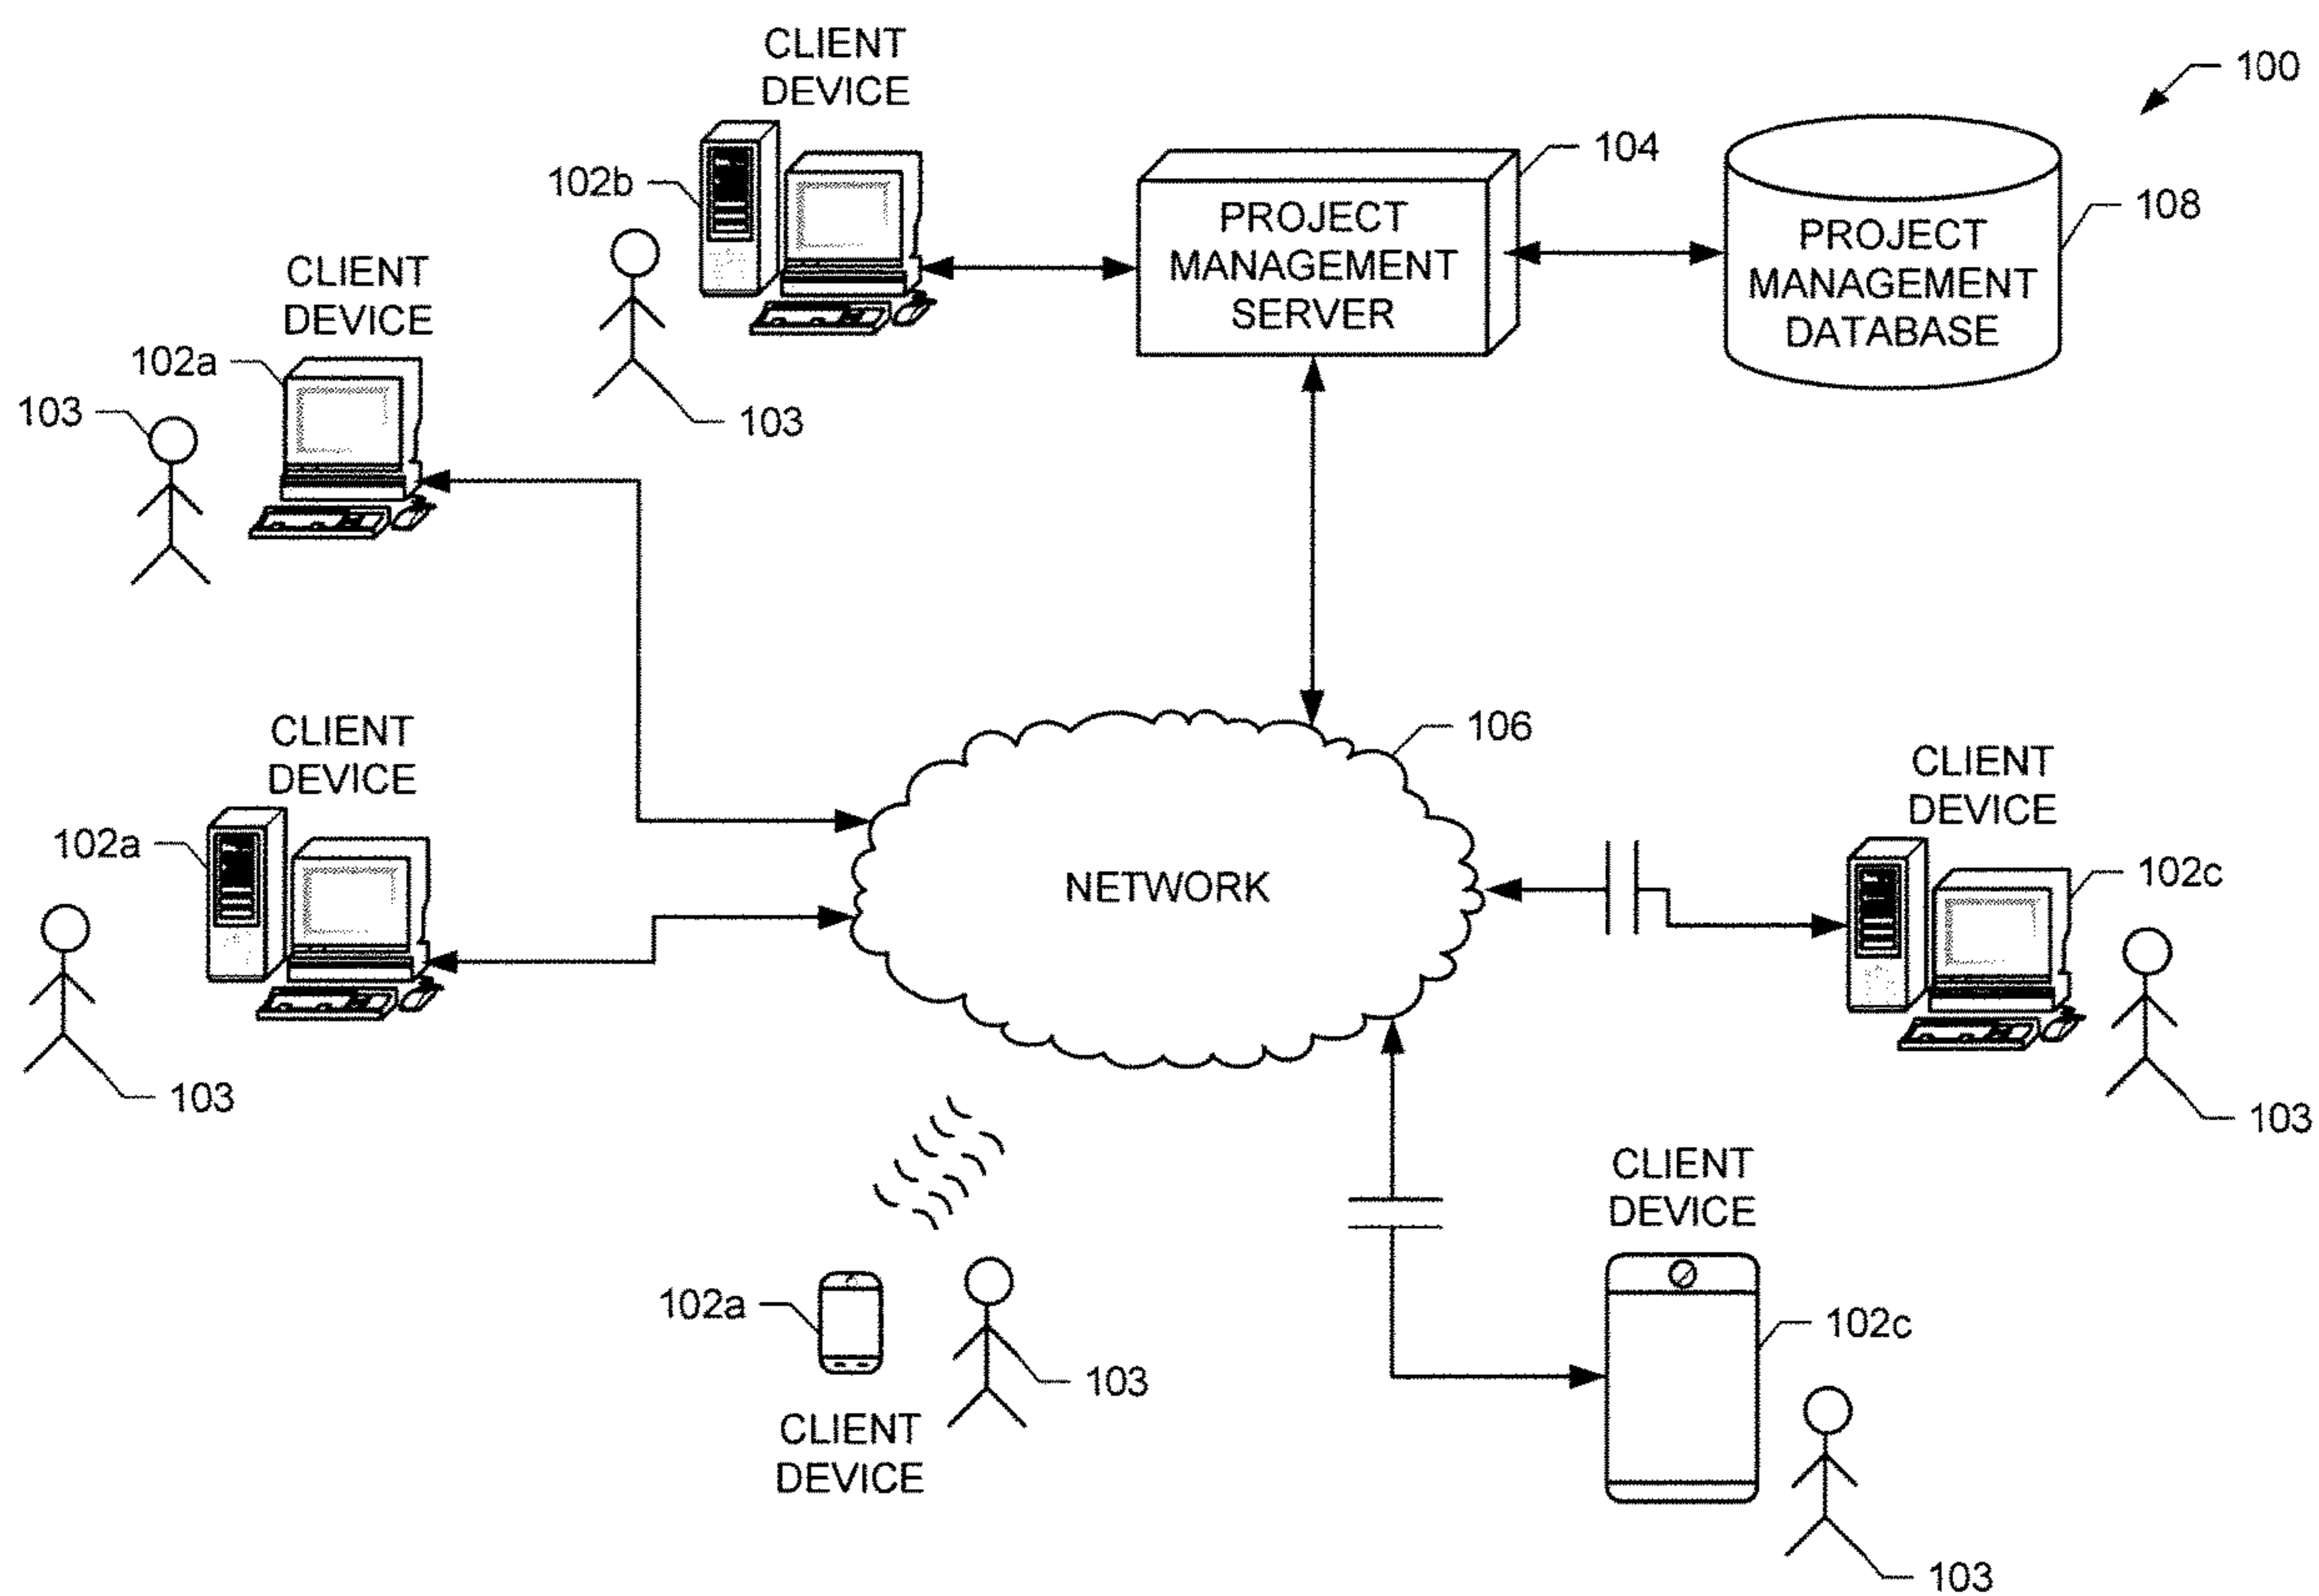 CLIENT
DEVICE
100
102b
104
PROJECT
MANAGEMENT
SERVER
108
PROJECT
MANAGEMENT
DATABASE
CLIENT
DEVICE
102a
103
103
CLIENT
DEVICE
102a
103
106
NETWORK
CLIENT
DEVICE
102c
103
102a
CLIENT
DEVICE
103
CLIENT
DEVICE
102c
103